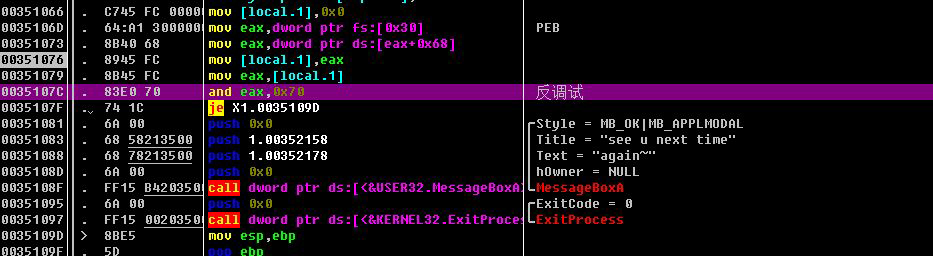 00351066 . C745 FC 0000 mov [local.1],0x0
0035106D . 64:A1 3000000 mov eax,dword ptr fs:[0x30] PEB
00351073 . 8B40 68 mov eax,dword ptr ds:[eax+0x68]
00351076 . 8945 FC mov [local.1],eax
00351079 . 8B45 FC mov eax,[local.1]
0035107C . 83E0 70 and eax,0x70 反调试
0035107F .⌄ 74 1C je X1.0035109D
00351081 . 6A 00 push 0x0 Style = MB_OK|MB_APPLMODAL
00351083 . 68 58213500 push 1.00352158 Title = "see u next time"
00351088 . 68 78213500 push 1.00352178 Text = "again~"
0035108D . 6A 00 push 0x0 hOwner = NULL
0035108F . FF15 B4203500 call dword ptr ds:[<&USER32.MessageBoxA> MessageBoxA
00351095 . 6A 00 push 0x0 ExitCode = 0
00351097 . FF15 00203500 call dword ptr ds:[<&KERNEL32.ExitProces ExitProcess
0035109D > 8BE5 mov esp,ebp
0035109F . 5D pop ebp